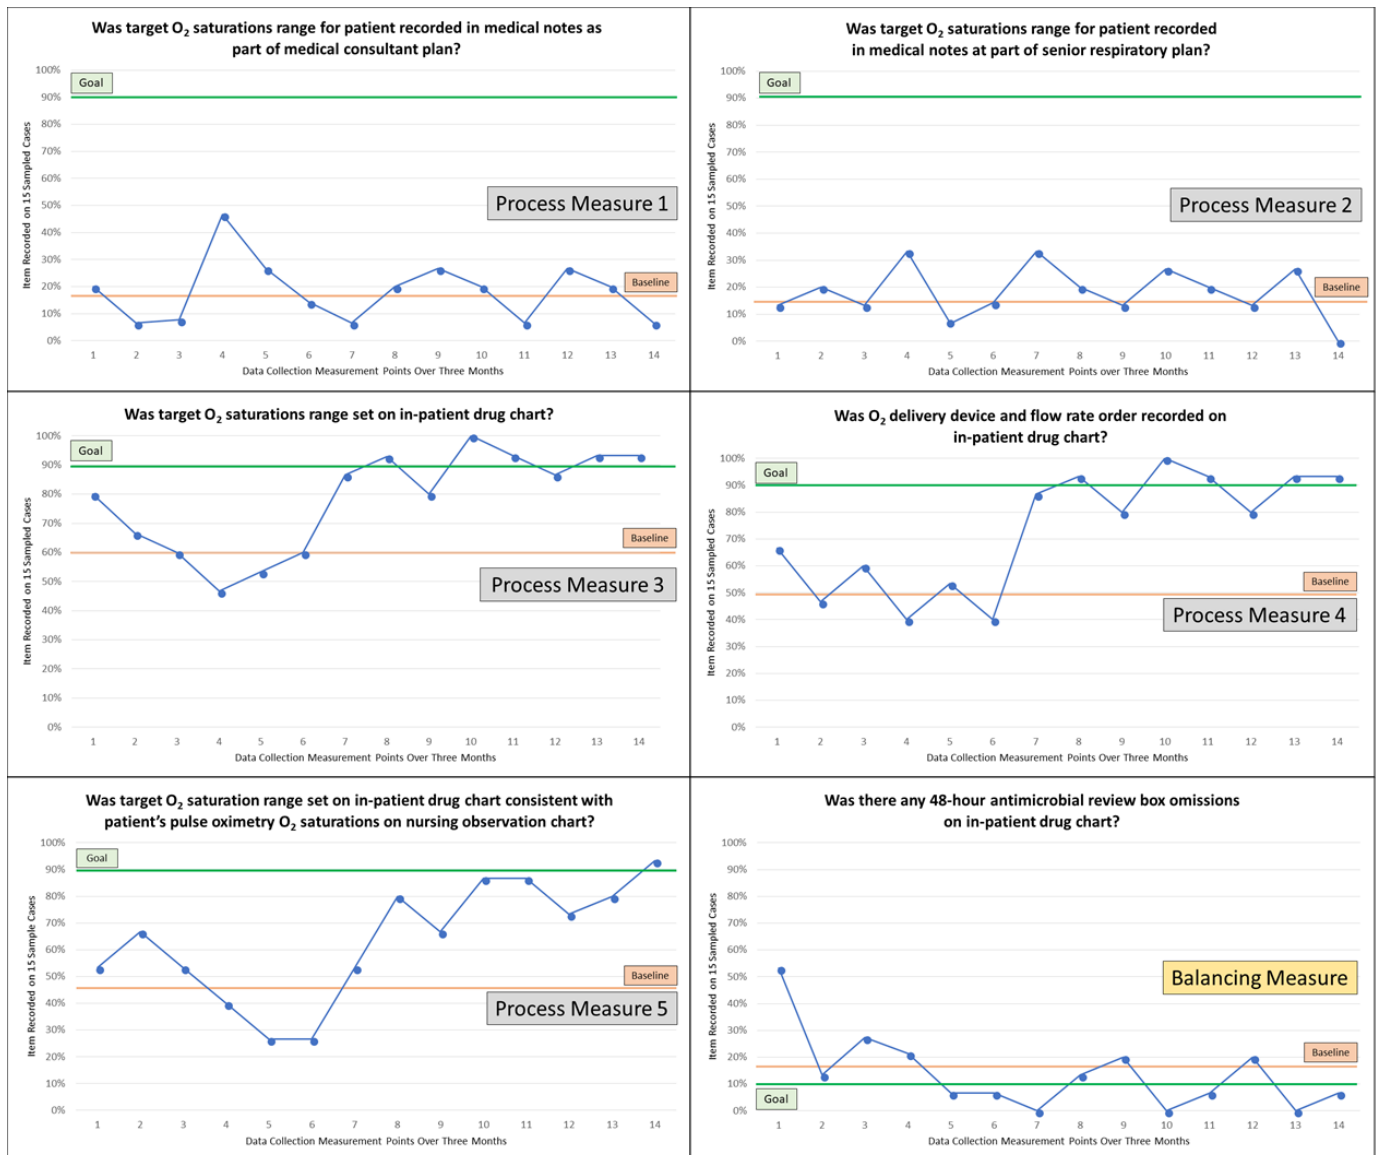 Was target O2 saturations range for patient recorded in medical notes as
part of medical consultant plan?
100%
Goal
90%
80%
70%
60%
50%
40%
30%
20%
10%
0%
Item Recorded on 15 Sampled Cases
Process Measure 1
Baseline
1 2 3 4 5 6 7 8 9 10 11 12 13 14
Data Collection Measurement Points Over Three Months
Was target O2 saturations range for patient recorded
in medical notes at part of senior respiratory plan?
100%
Goal
90%
80%
70%
60%
50%
40%
30%
20%
10%
0%
Item Recorded on 15 Sampled Cases
Process Measure 2
Baseline
1 2 3 4 5 6 7 8 9 10 11 12 13 14
Data Collection Measurement Points over Three Months
Was target O2 saturations range set on in-patient drug chart?
100%
Goal
90%
80%
70%
60%
50%
40%
30%
20%
10%
0%
Item Recorded on 15 Sampled Cases
Baseline
Process Measure 3
1 2 3 4 5 6 7 8 9 10 11 12 13 14
Data Collection Measurement Points Over Three Months
Was O2 delivery device and flow rate order recorded on
in-patient drug chart?
100%
Goal
90%
80%
70%
60%
50%
40%
30%
20%
10%
0%
Item Recorded on 15 Sampled Cases
Baseline
Process Measure 4
1 2 3 4 5 6 7 8 9 10 11 12 13 14
Data Collection Measurement Points Over Three Months
Was target O2 saturation range set on in-patient drug chart consistent with
patient's pulse oximetry O2 saturations on nursing observation chart?
100%
Goal
90%
80%
70%
60%
50%
40%
30%
20%
10%
0%
Item Recorded on 15 Sample Cases
Baseline
Process Measure 5
1 2 3 4 5 6 7 8 9 10 11 12 13 14
Data Collection Measurement Points Over Three Months
Was there any 48-hour antimicrobial review box omissions
on in-patient drug chart?
100%
90%
80%
70%
60%
50%
40%
30%
20%
10%
0%
Item Recorded on 15 Sampled Cases
Balancing Measure
Baseline
Goal
1 2 3 4 5 6 7 8 9 10 11 12 13 14
Data Collection Measurement Points Over Three Months